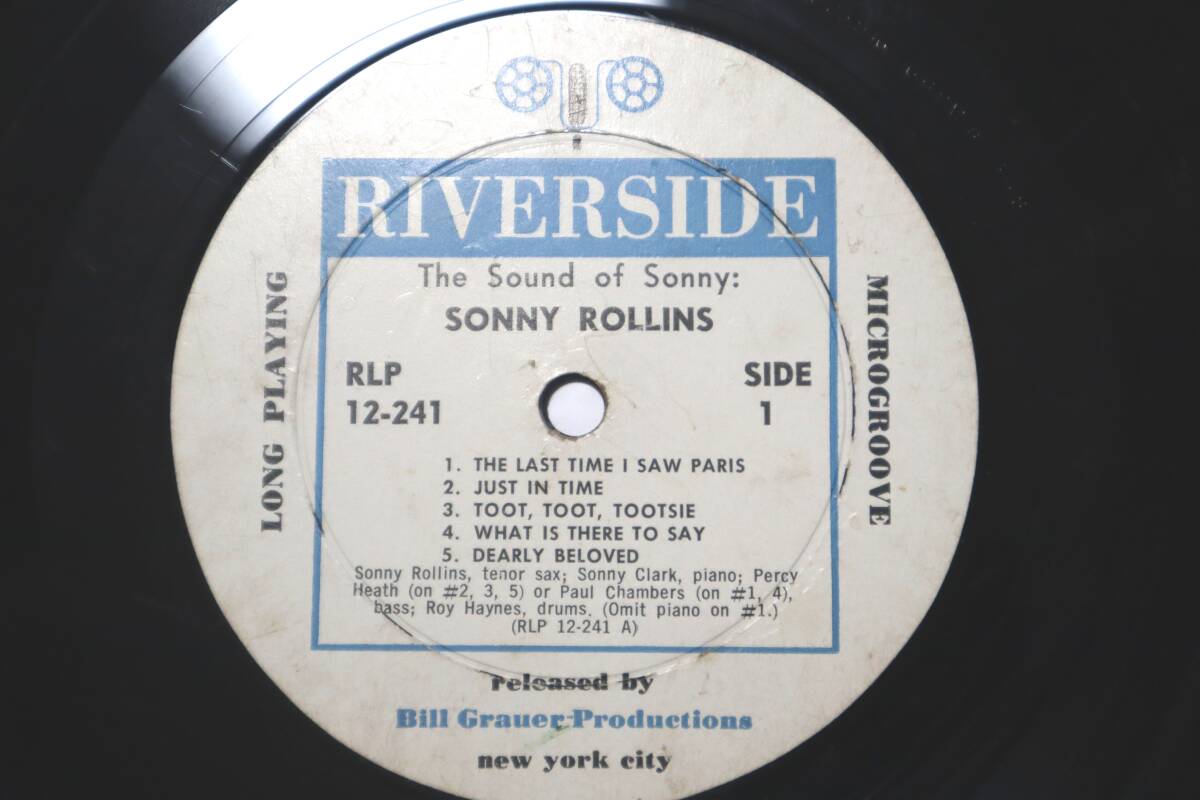 RIVERSIDE
The Sound of Sonny:
SONNY ROLLINS
RLP
12-241
SIDE
1
LONG PLAYING
MICROGROOVE
1. THE LAST TIME I SAW PARIS
2. JUST IN TIME
3. TOOT, TOOT, TOOTSIE
4. WHAT IS THERE TO SAY
5. DEARLY BELOVED
Sonny Rollins, tenor sax; Sonny Clark, piano; Percy
Heath (on #2, 3, 5) or Paul Chambers (on #1, 4),
bass; Roy Haynes, drums. (Omit piano on #1.)
(RLP 12-241 A)
released by
Bill Grauer Productions
new york city